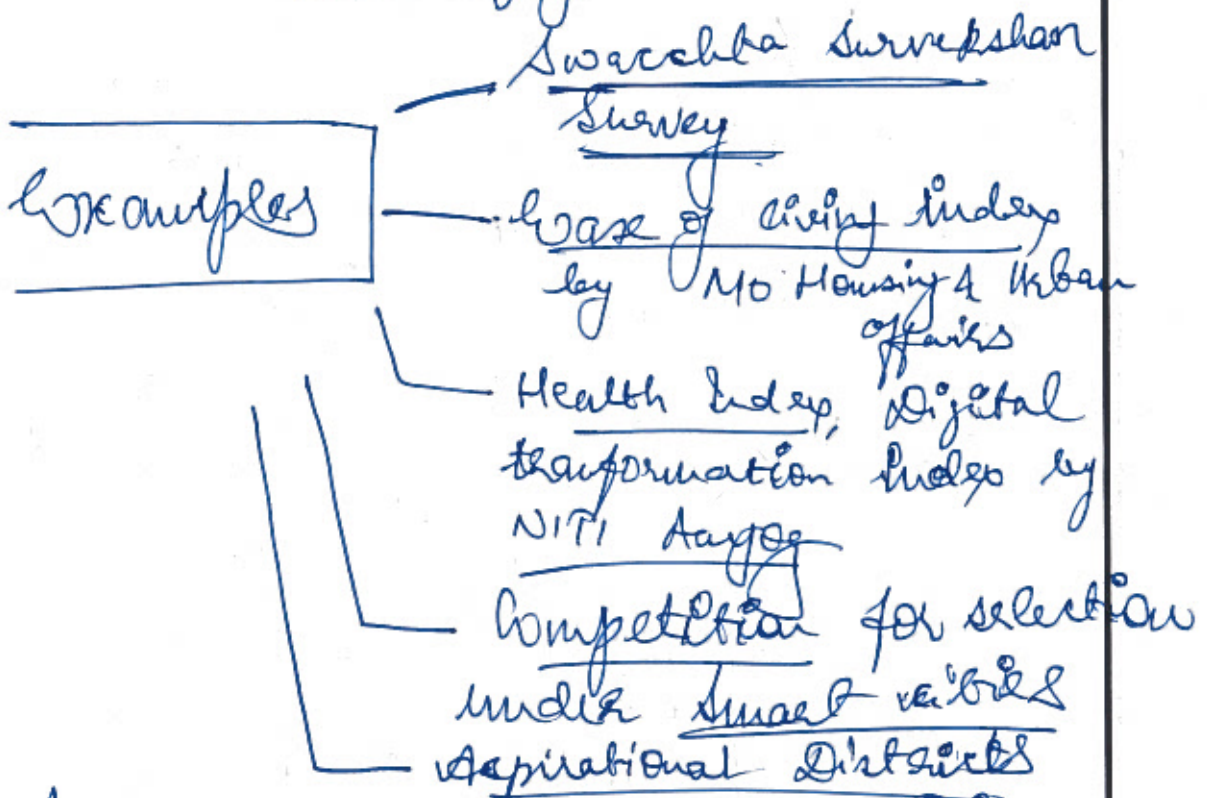 Swacchta Survekshan
Survey
Examples
Ease of living Index
by Mo Housing & Urban
Affairs
Health Index, Digital
transformation Index by
NITI Aayog
Competition for selection
under Smart cities
Aspirational Districts